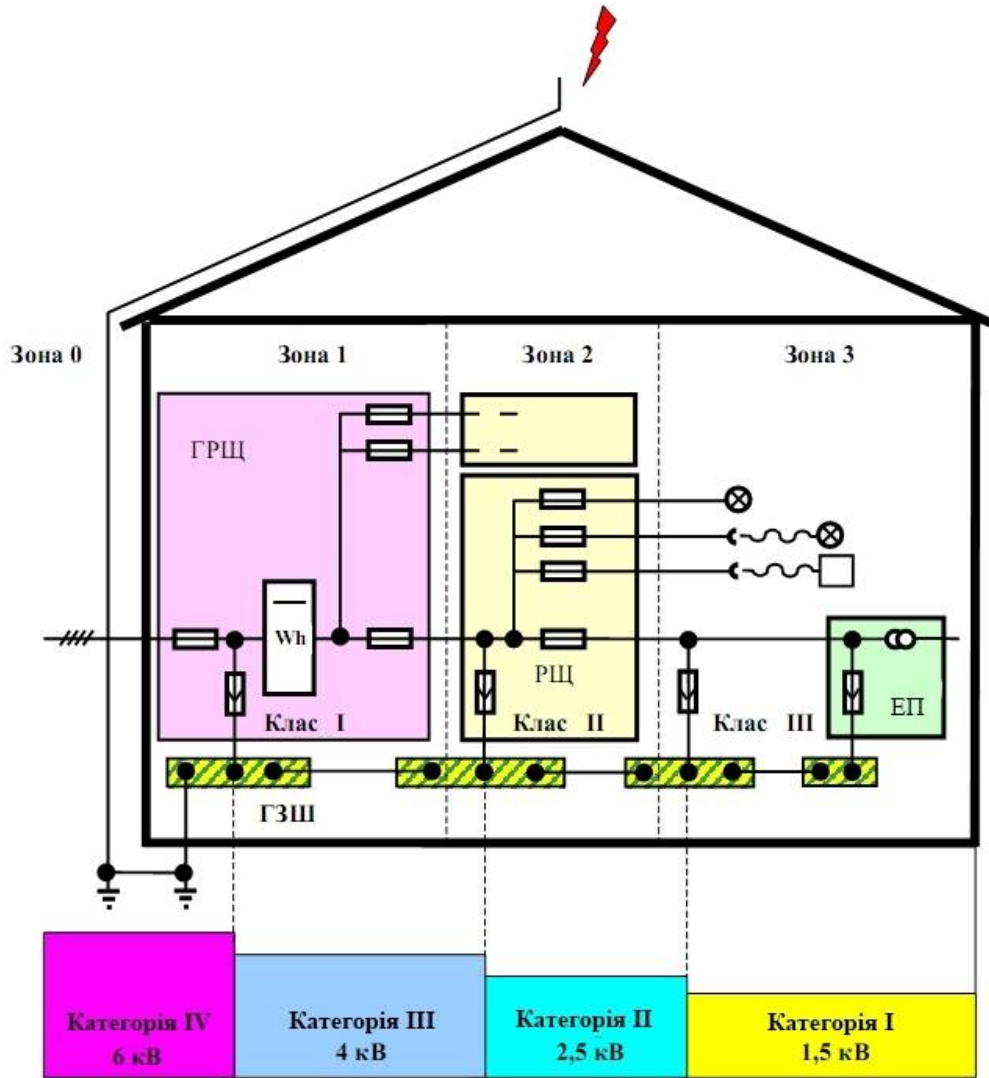 Зона 0
Зона 1
Зона 2
Зона 3
ГРЩ
Wh
РЩ
ЕП
Клас I
Клас II
Клас III
ГЗШ
Категорія IV
6 кВ
Категорія III
4 кВ
Категорія II
2,5 кВ
Категорія I
1,5 кВ